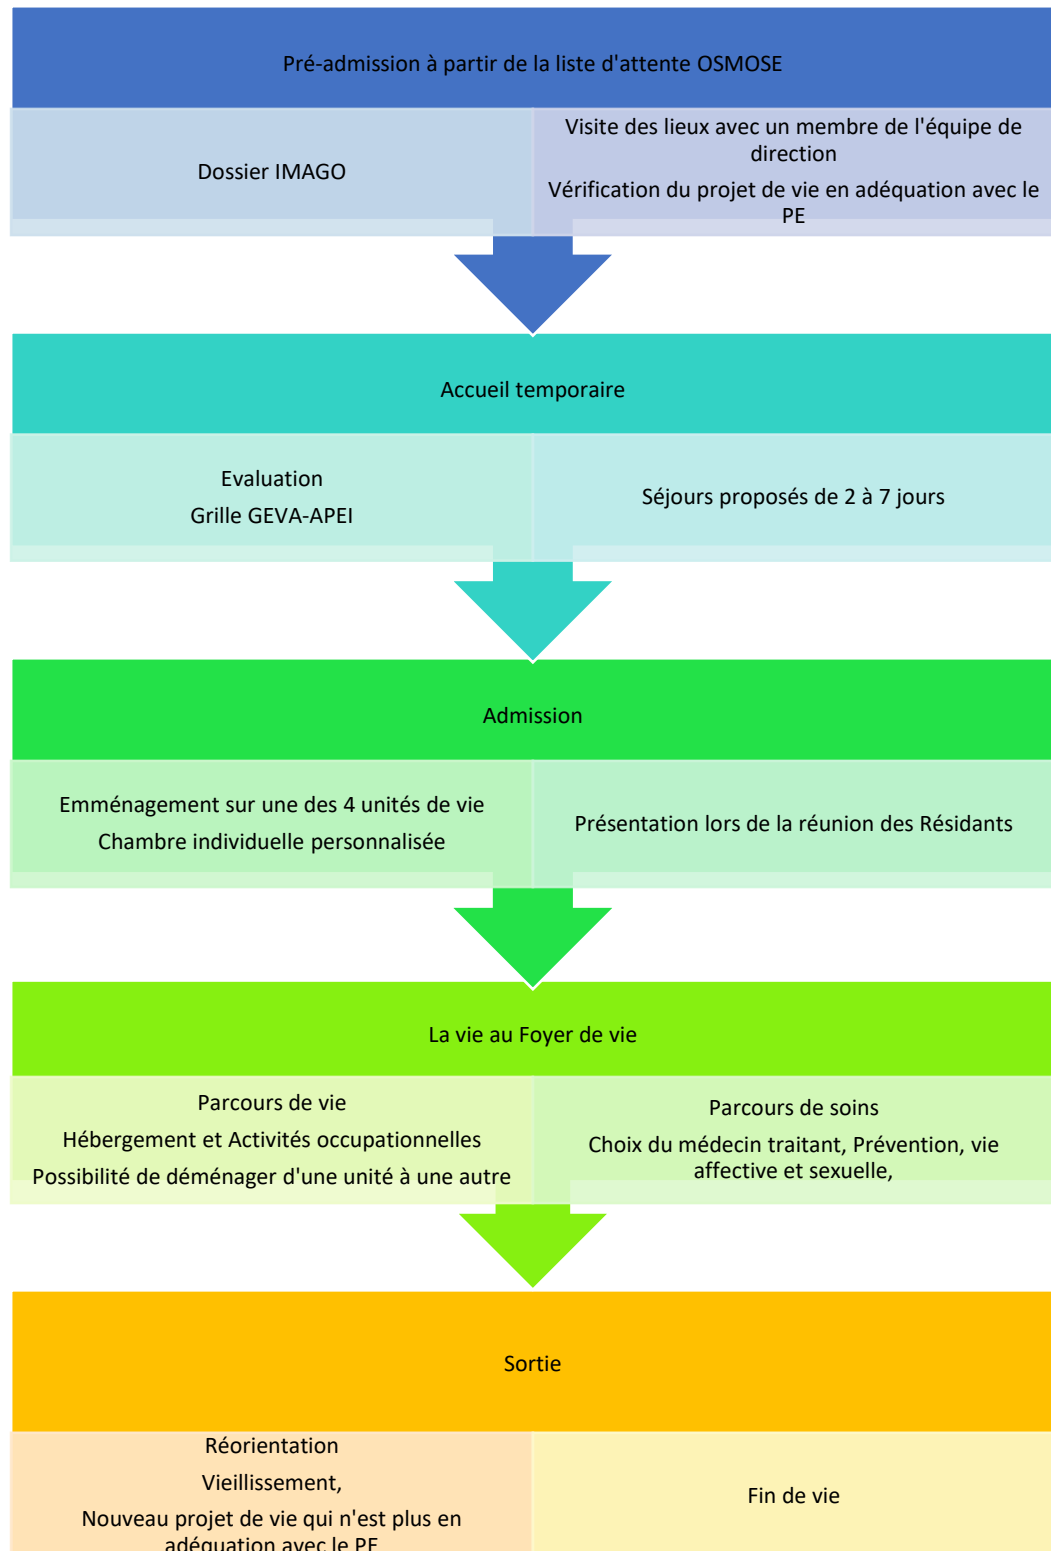 Pré-admission à partir de la liste d'attente OSMOSE
Dossier IMAGO
Visite des lieux avec un membre de l'équipe de
direction
Vérification du projet de vie en adéquation avec le
PE
Accueil temporaire
Evaluation
Grille GEVA-APEI
Séjours proposés de 2 à 7 jours
Admission
Emménagement sur une des 4 unités de vie
Chambre individuelle personnalisée
Présentation lors de la réunion des Résidants
La vie au Foyer de vie
Parcours de vie
Hébergement et Activités occupationnelles
Possibilité de déménager d'une unité à une autre
Parcours de soins
Choix du médecin traitant, Prévention, vie
affective et sexuelle,
Sortie
Réorientation
Vieillissement,
Nouveau projet de vie qui n'est plus en
adéquation avec le PE
Fin de vie